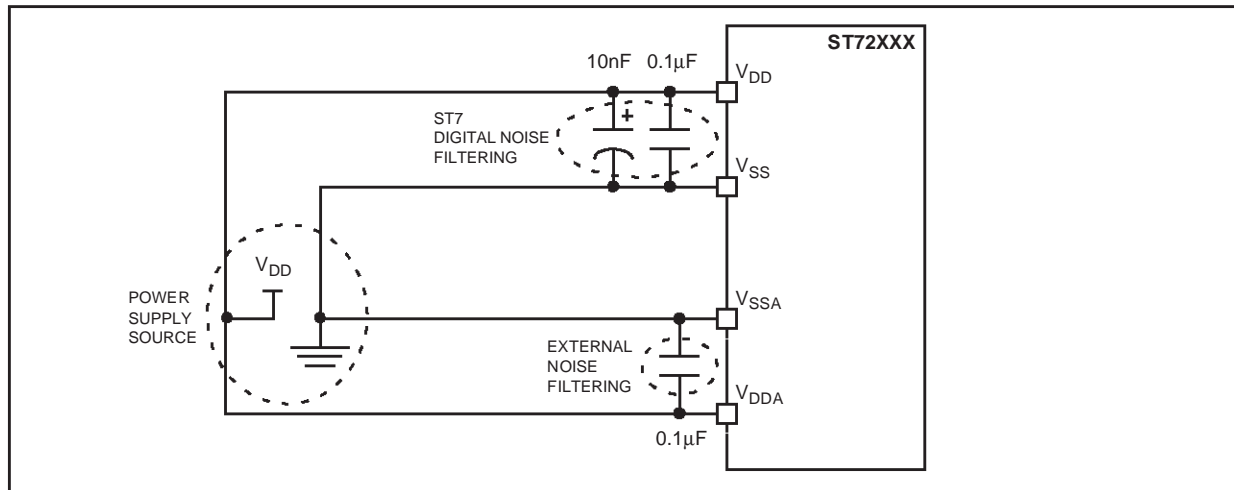 ST72XXX
10nF 0.1μF
VDD
ST7
DIGITAL NOISE
FILTERING
+
VSS
VDD
POWER
SUPPLY
SOURCE
VSSA
EXTERNAL
NOISE
FILTERING
VDDA
0.1μF